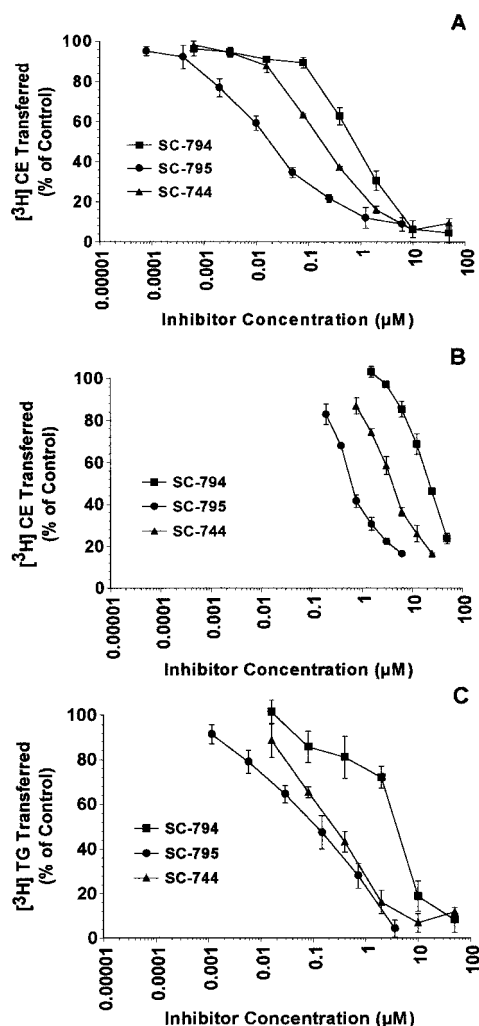 A
[³H] CE Transferred
(% of Control)
100
80
60
40
20
0
SC-794
SC-795
SC-744
0.00001
0.0001
0.001
0.01
0.1
1
10
100
Inhibitor Concentration (µM)
B
[³H] CE Transferred
(% of Control)
100
80
60
40
20
0
SC-794
SC-795
SC-744
0.00001
0.0001
0.001
0.01
0.1
1
10
100
Inhibitor Concentration (µM)
C
[³H] TG Transferred
(% of Control)
100
80
60
40
20
0
SC-794
SC-795
SC-744
0.00001
0.0001
0.001
0.01
0.1
1
10
100
Inhibitor Concentration (µM)